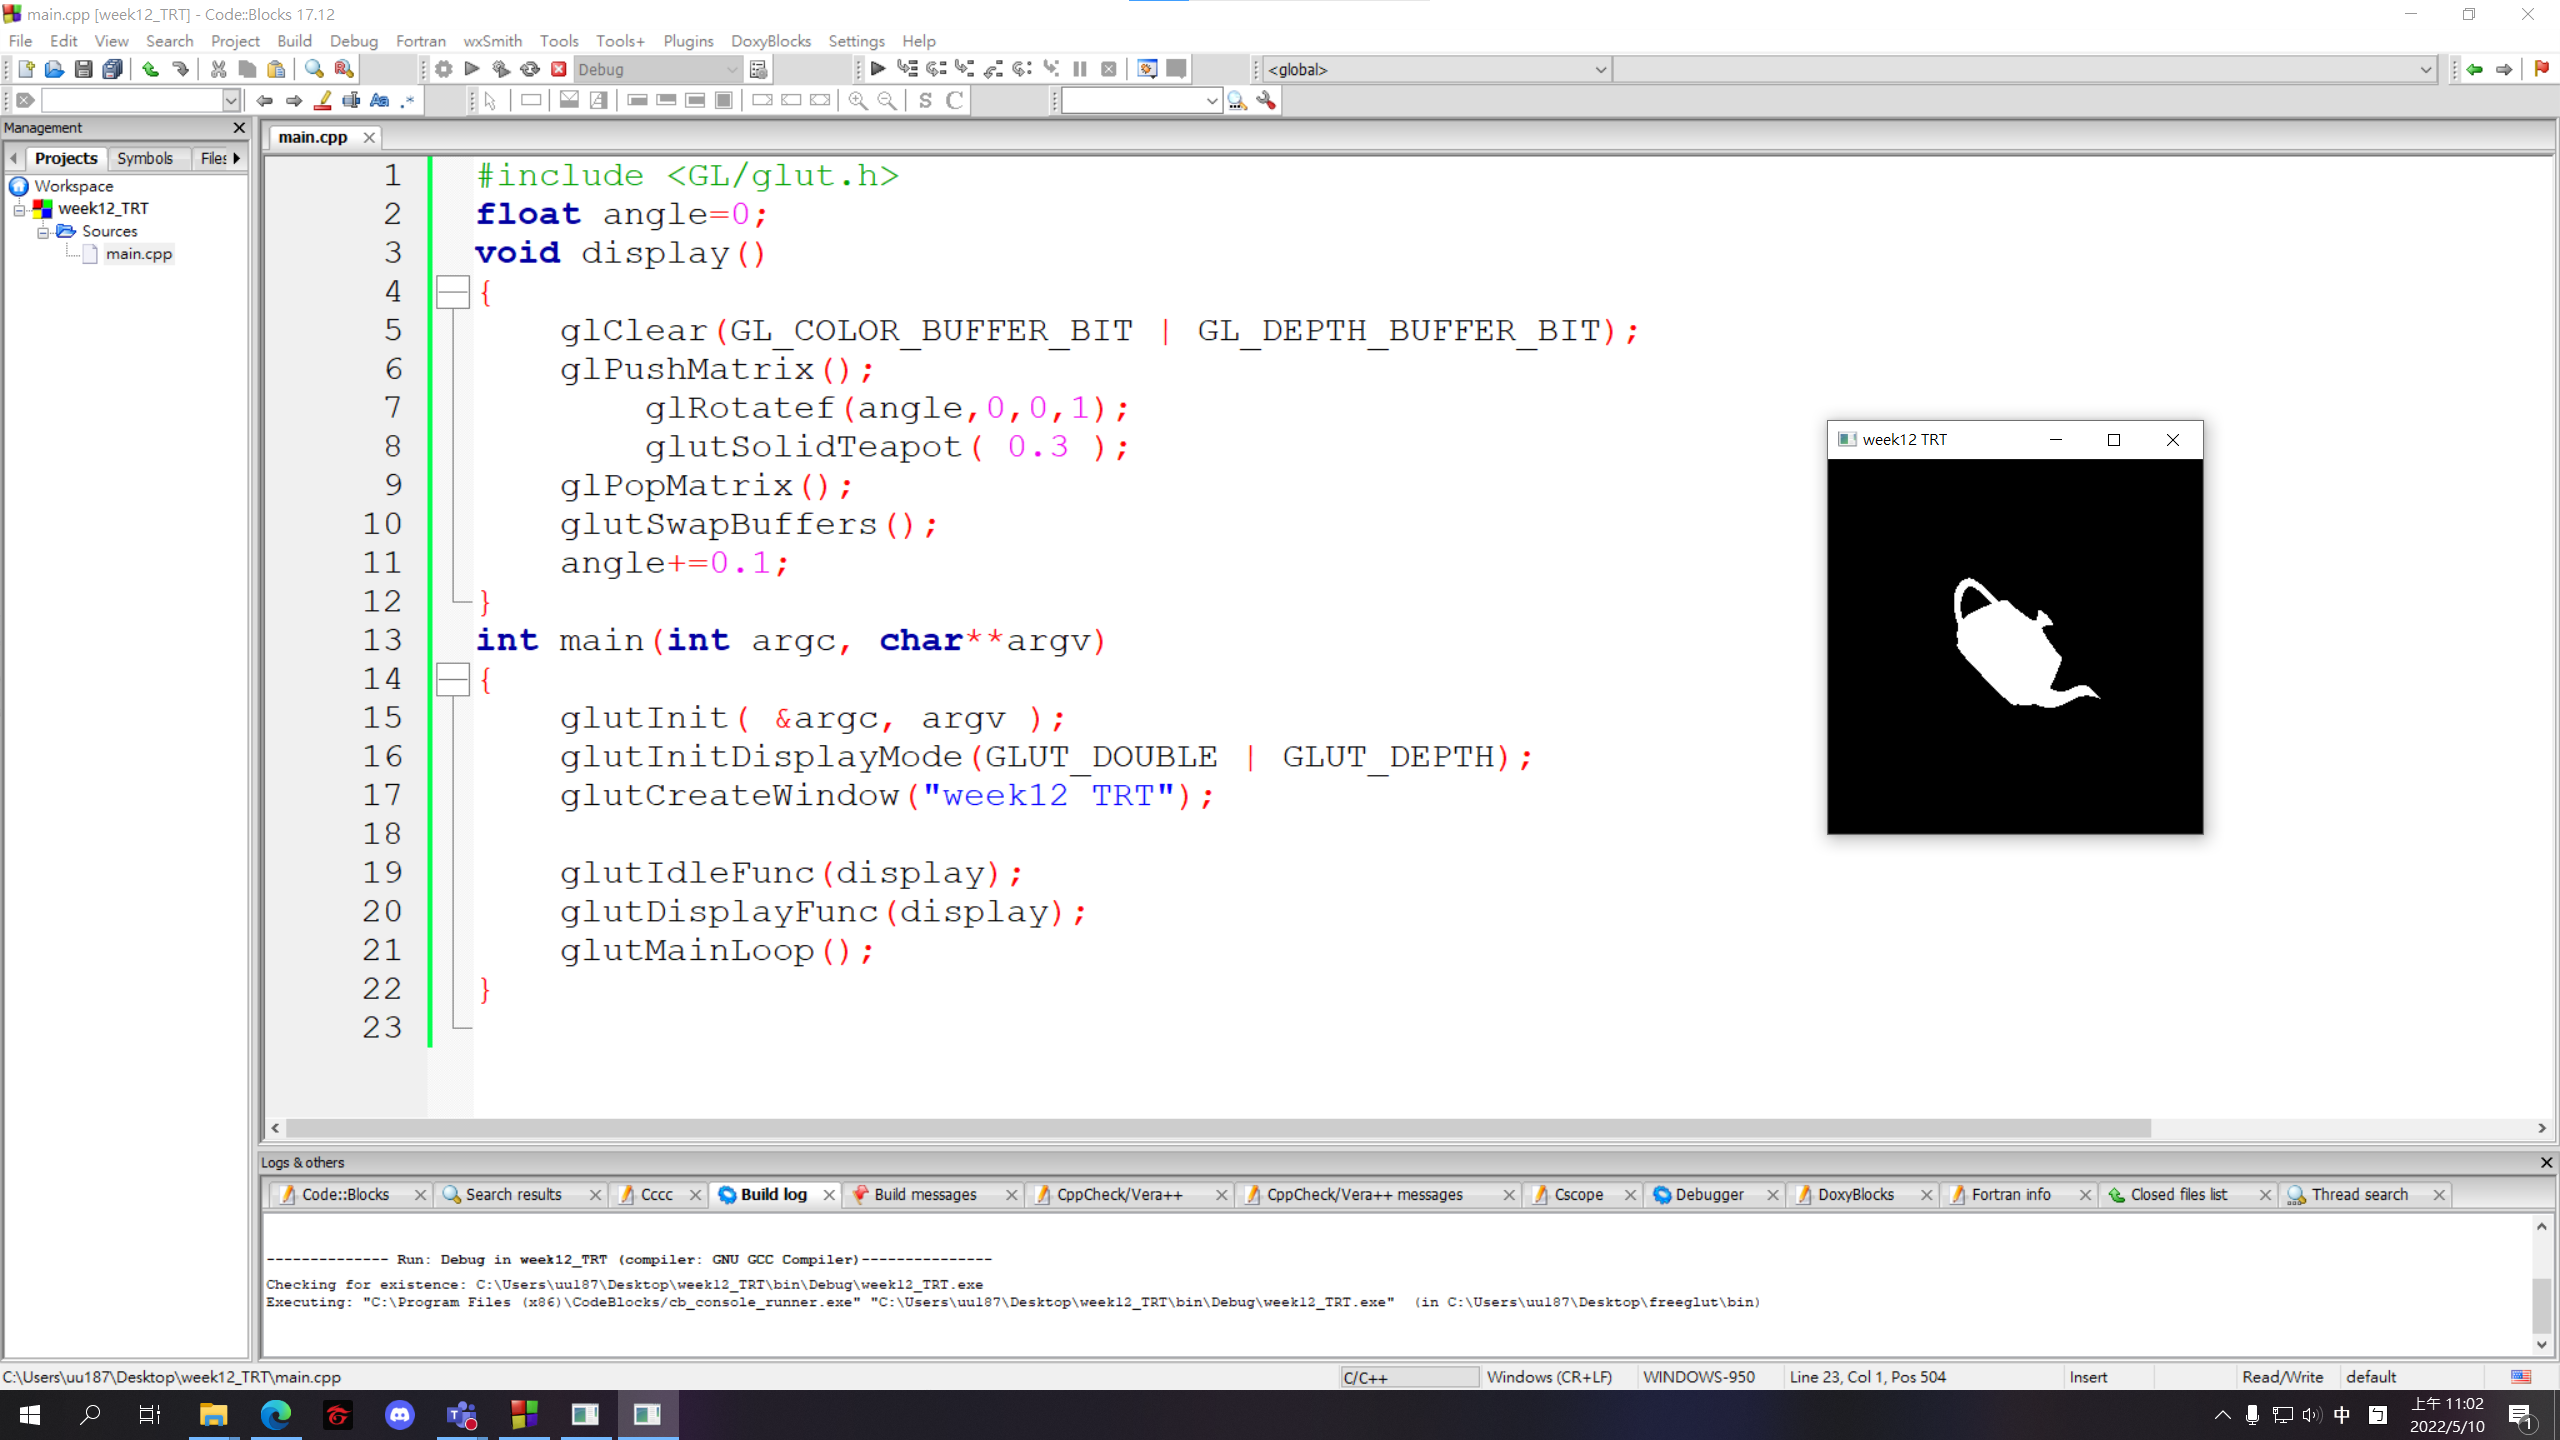 main.cpp [week12_TRT] - Code::Blocks 17.12
File Edit View Search Project Build Debug Fortran wxSmith Tools Tools+ Plugins DoxyBlocks Settings Help
Debug
<global>
S C
Management
Projects Symbols Files
Workspace
week12_TRT
Sources
main.cpp
main.cpp
1 #include <GL/glut.h>
2 float angle=0;
3 void display()
4 {
5 glClear(GL_COLOR_BUFFER_BIT | GL_DEPTH_BUFFER_BIT);
6 glPushMatrix();
7 glRotatef(angle,0,0,1);
8 glutSolidTeapot( 0.3 );
9 glPopMatrix();
10 glutSwapBuffers();
11 angle+=0.1;
12 }
13 int main(int argc, char**argv)
14 {
15 glutInit( &argc, argv );
16 glutInitDisplayMode(GLUT_DOUBLE | GLUT_DEPTH);
17 glutCreateWindow("week12 TRT");
18
19 glutIdleFunc(display);
20 glutDisplayFunc(display);
21 glutMainLoop();
22 }
23
week12 TRT
Logs & others
Code::Blocks Search results Cccc Build log Build messages CppCheck/Vera++ CppCheck/Vera++ messages Cscope Debugger DoxyBlocks Fortran info Closed files list Thread search
-------------- Run: Debug in week12_TRT (compiler: GNU GCC Compiler)---------------
Checking for existence: C:\Users\uu187\Desktop\week12_TRT\bin\Debug\week12_TRT.exe
Executing: "C:\Program Files (x86)\CodeBlocks/cb_console_runner.exe" "C:\Users\uu187\Desktop\week12_TRT\bin\Debug\week12_TRT.exe"  (in C:\Users\uu187\Desktop\freeglut\bin)
C:\Users\uu187\Desktop\week12_TRT\main.cpp C/C++ Windows (CR+LF) WINDOWS-950 Line 23, Col 1, Pos 504 Insert Read/Write default
中 ㄅ 上午 11:02
2022/5/10
1